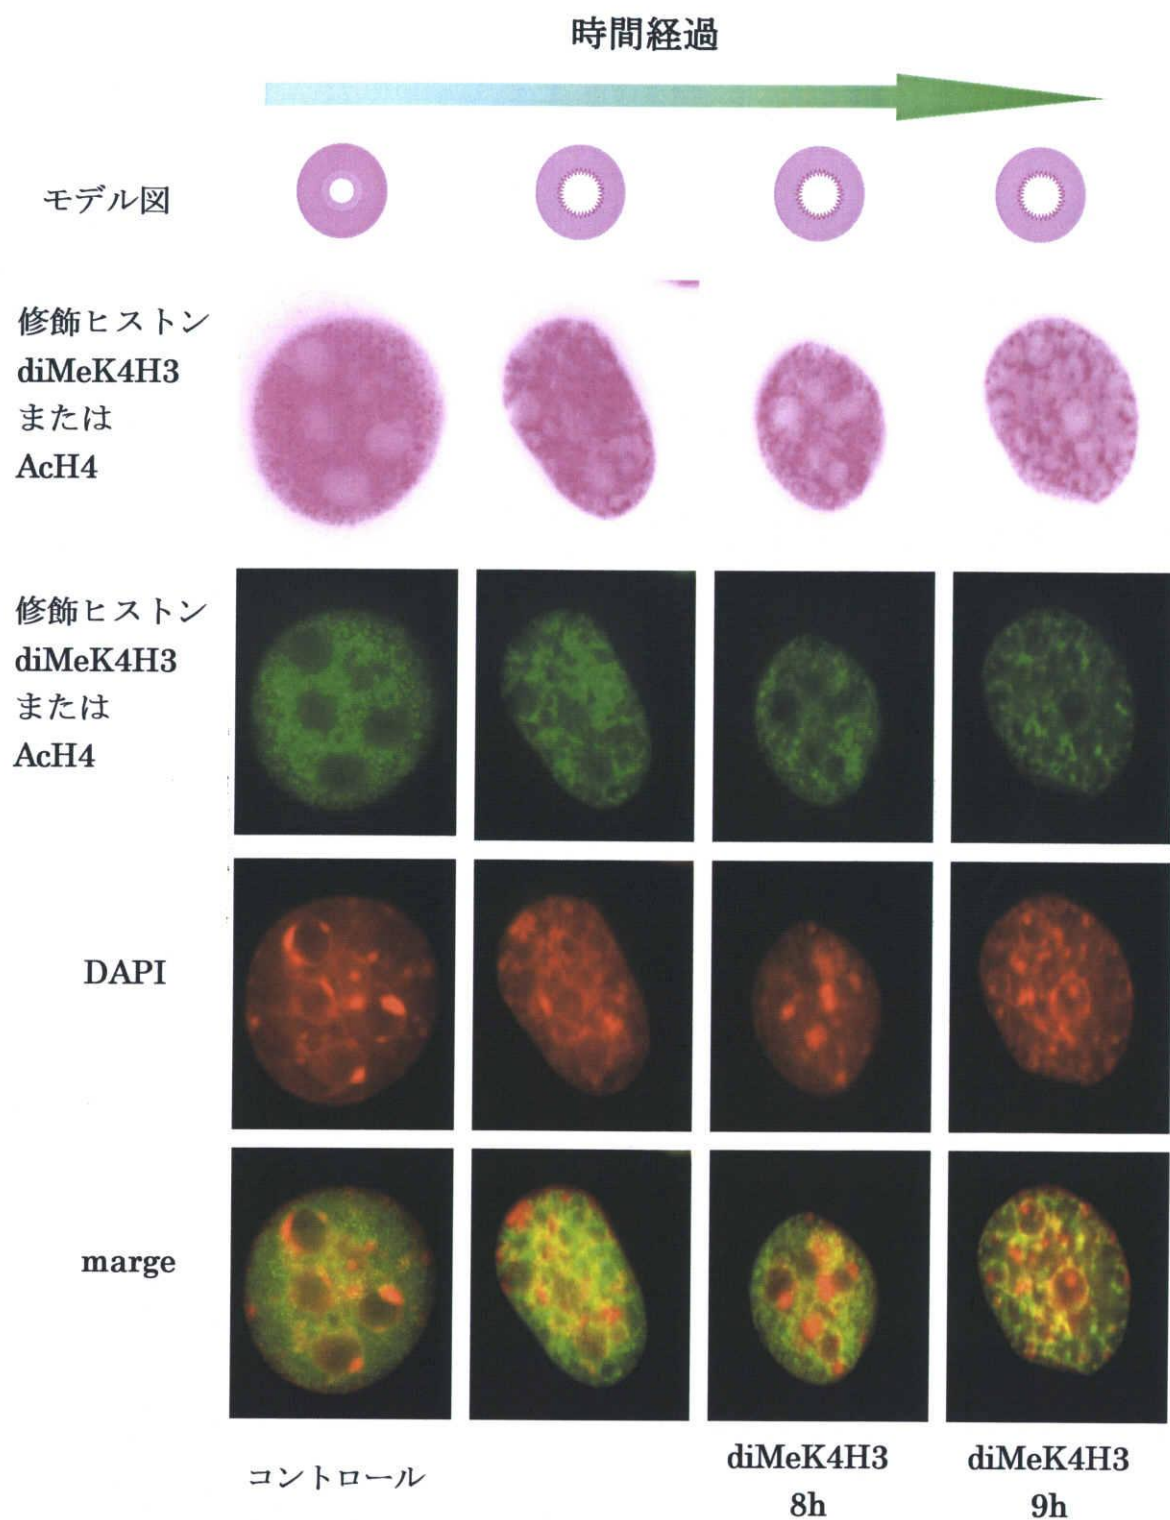 時間経過
モデル図
修飾ヒストン
diMeK4H3
または
AcH4
修飾ヒストン
diMeK4H3
または
AcH4
DAPI
marge
コントロール
diMeK4H3
8h
diMeK4H3
9h